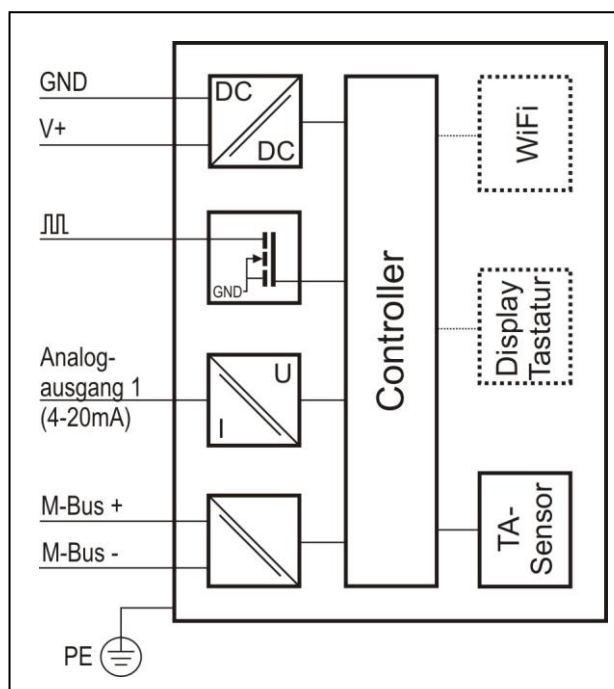 GND
V+
DC
DC
GND
Analog-
ausgang 1
(4-20mA)
U
I
M-Bus +
M-Bus -
PE
Controller
WiFi
Display
Tastatur
TA-
Sensor